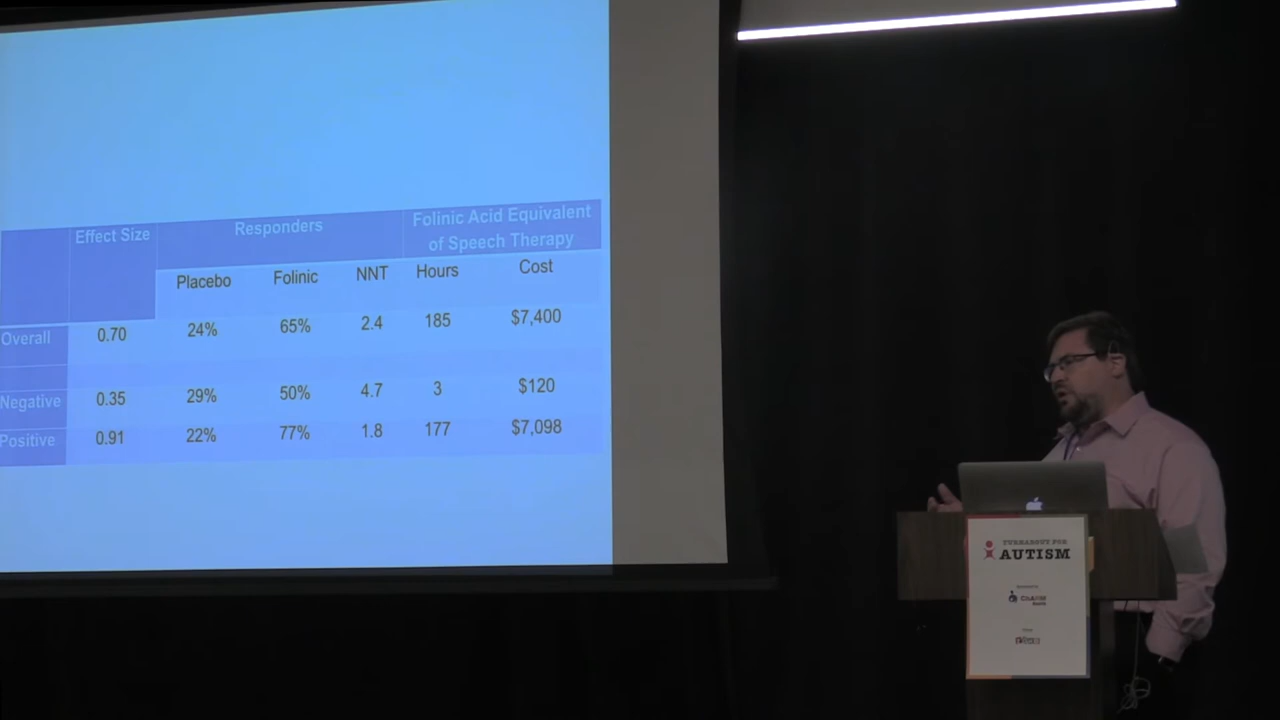 Effect Size Responders Folinic Acid Equivalent
of Speech Therapy
Placebo Folinic NNT Hours Cost
Overall 0.70 24% 65% 2.4 185 $7,400
Negative 0.35 29% 50% 4.7 3 $120
Positive 0.91 22% 77% 1.8 177 $7,098
TURNABOUT FOR
AUTISM